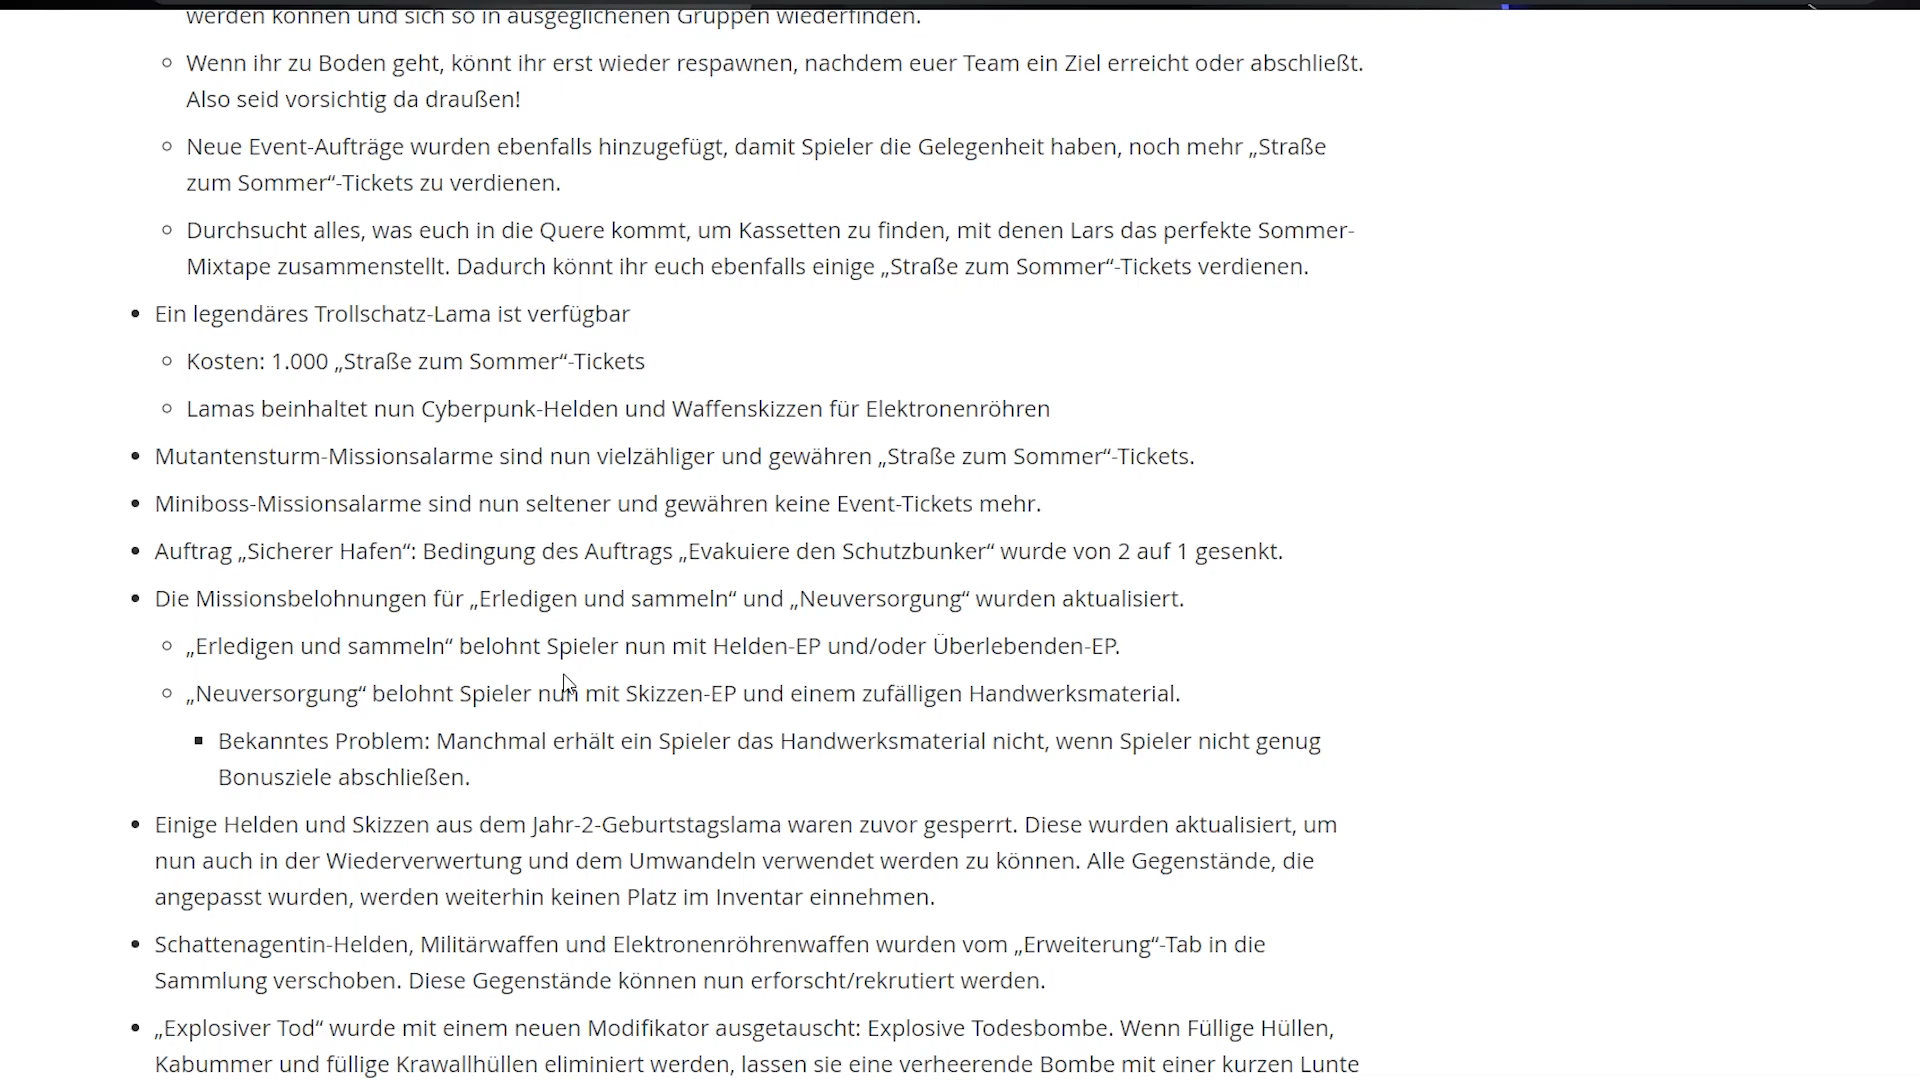 werden können und sich so in ausgeglichenen Gruppen wiederfinden.
Wenn ihr zu Boden geht, könnt ihr erst wieder respawnen, nachdem euer Team ein Ziel erreicht oder abschließt.
Also seid vorsichtig da draußen!
Neue Event-Aufträge wurden ebenfalls hinzugefügt, damit Spieler die Gelegenheit haben, noch mehr „Straße
zum Sommer“-Tickets zu verdienen.
Durchsucht alles, was euch in die Quere kommt, um Kassetten zu finden, mit denen Lars das perfekte Sommer-
Mixtape zusammenstellt. Dadurch könnt ihr euch ebenfalls einige „Straße zum Sommer“-Tickets verdienen.
Ein legendäres Trollschatz-Lama ist verfügbar
Kosten: 1.000 „Straße zum Sommer“-Tickets
Lamas beinhaltet nun Cyberpunk-Helden und Waffenskizzen für Elektronenröhren
Mutantensturm-Missionsalarme sind nun vielzähliger und gewähren „Straße zum Sommer“-Tickets.
Miniboss-Missionsalarme sind nun seltener und gewähren keine Event-Tickets mehr.
Auftrag „Sicherer Hafen“: Bedingung des Auftrags „Evakuiere den Schutzbunker“ wurde von 2 auf 1 gesenkt.
Die Missionsbelohnungen für „Erledigen und sammeln“ und „Neuversorgung“ wurden aktualisiert.
„Erledigen und sammeln“ belohnt Spieler nun mit Helden-EP und/oder Überlebenden-EP.
„Neuversorgung“ belohnt Spieler nun mit Skizzen-EP und einem zufälligen Handwerksmaterial.
Bekanntes Problem: Manchmal erhält ein Spieler das Handwerksmaterial nicht, wenn Spieler nicht genug
Bonusziele abschließen.
Einige Helden und Skizzen aus dem Jahr-2-Geburtstagslama waren zuvor gesperrt. Diese wurden aktualisiert, um
nun auch in der Wiederverwertung und dem Umwandeln verwendet werden zu können. Alle Gegenstände, die
angepasst wurden, werden weiterhin keinen Platz im Inventar einnehmen.
Schattenagentin-Helden, Militärwaffen und Elektronenröhrenwaffen wurden vom „Erweiterung“-Tab in die
Sammlung verschoben. Diese Gegenstände können nun erforscht/rekrutiert werden.
„Explosiver Tod“ wurde mit einem neuen Modifikator ausgetauscht: Explosive Todesbombe. Wenn Füllige Hüllen,
Kabummer und füllige Krawallhüllen eliminiert werden, lassen sie eine verheerende Bombe mit einer kurzen Lunte